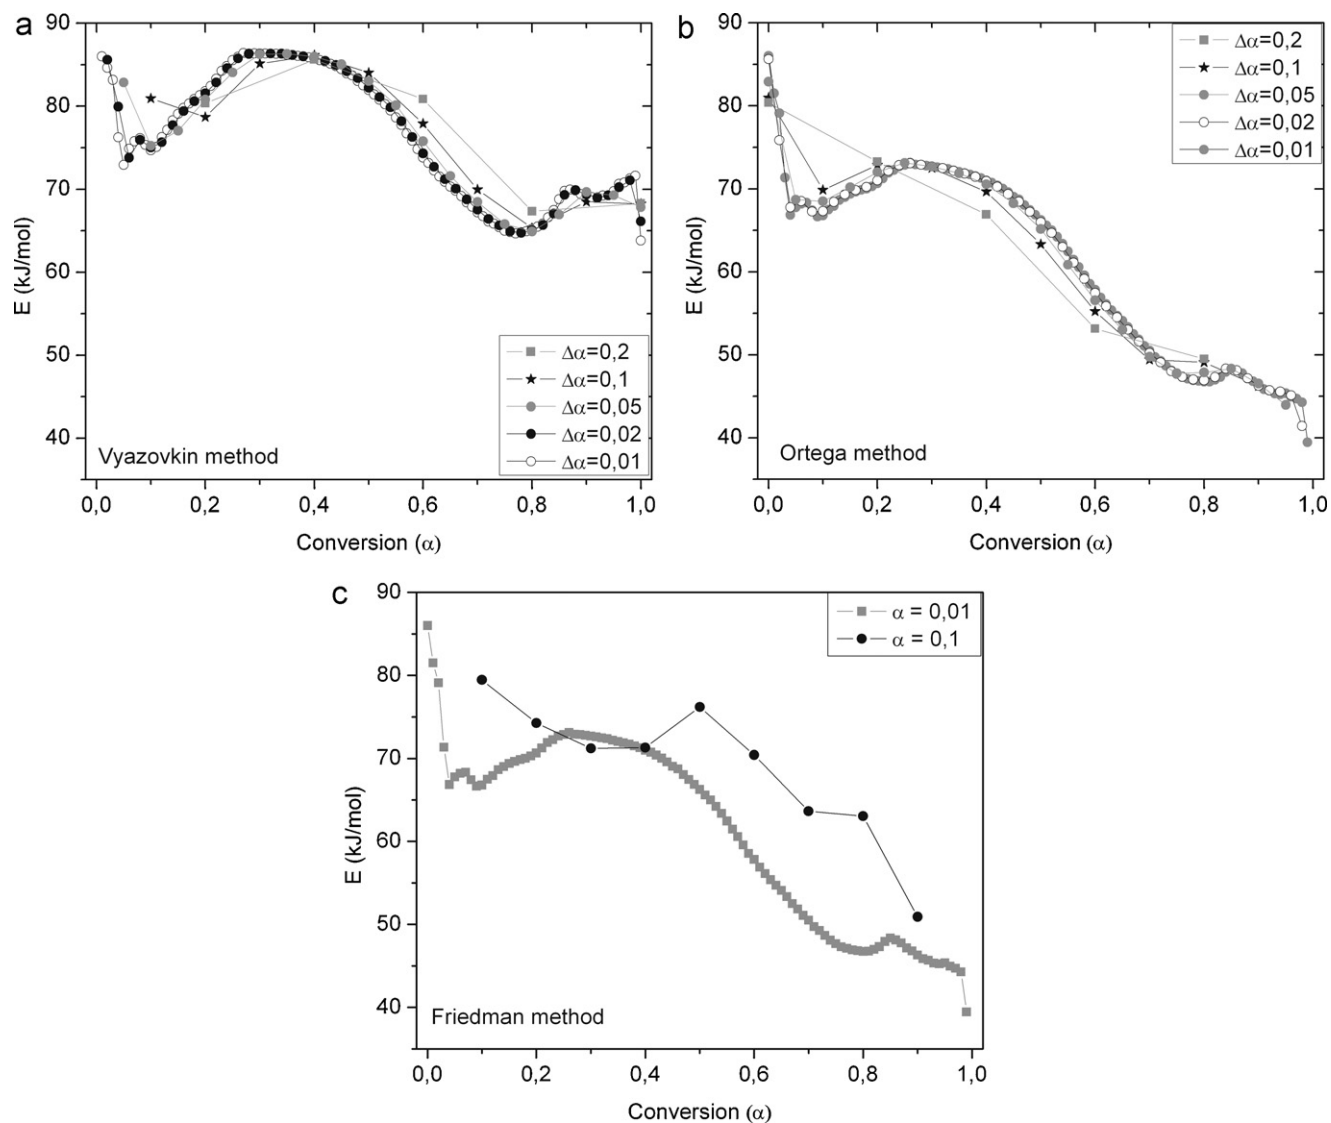 a
90
80
70
60
50
40
E (kJ/mol)
Δα=0,2
Δα=0,1
Δα=0,05
Δα=0,02
Δα=0,01
Vyazovkin method
0,0 0,2 0,4 0,6 0,8 1,0
Conversion (α)
b
90
80
70
60
50
40
E (kJ/mol)
Δα=0,2
Δα=0,1
Δα=0,05
Δα=0,02
Δα=0,01
Ortega method
0,0 0,2 0,4 0,6 0,8 1,0
Conversion (α)
c
90
80
70
60
50
40
E (kJ/mol)
α = 0,01
α = 0,1
Friedman method
0,0 0,2 0,4 0,6 0,8 1,0
Conversion (α)